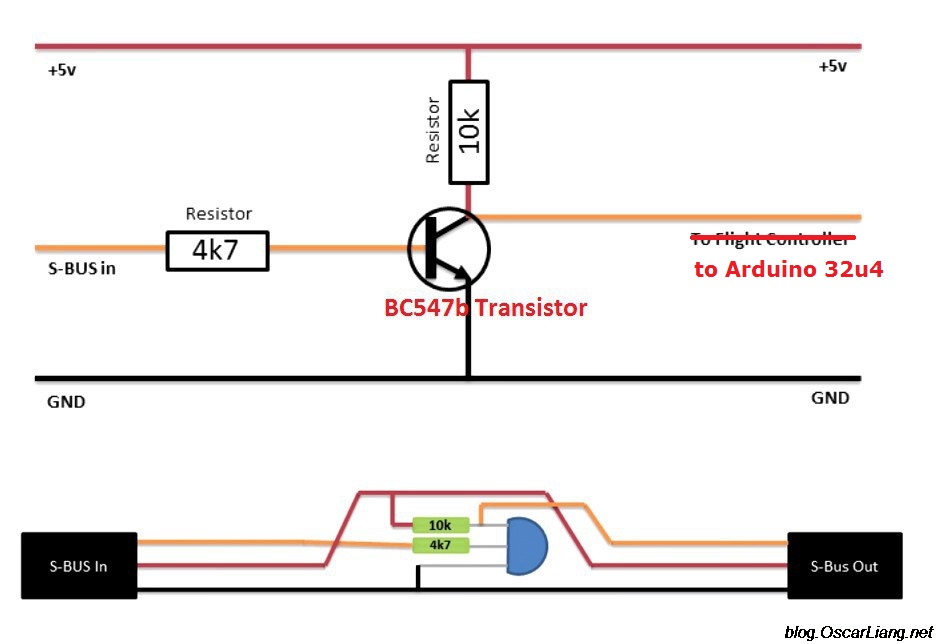 +5v
+5v
Resistor
10k
Resistor
4k7
S-BUS in
To Flight Controller
to Arduino 32u4
BC547b Transistor
GND
GND
10k
4k7
S-BUS In
S-Bus Out
blog.OscarLiang.net